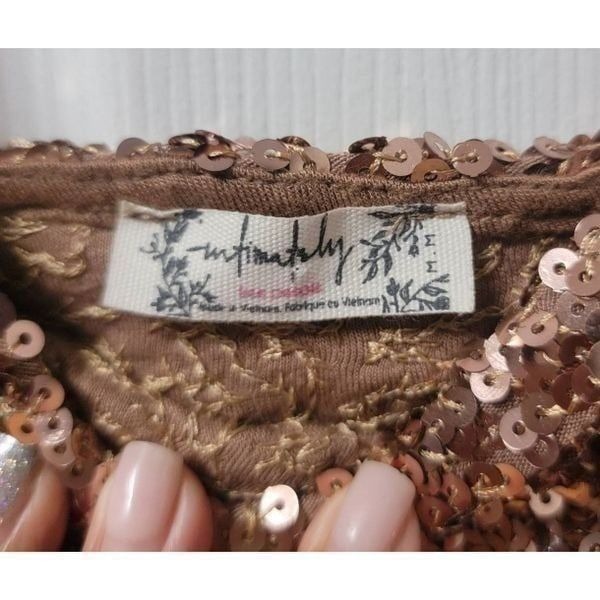 intimately
free people
Made in Vietnam. Fabriqué au Vietnam
M.M